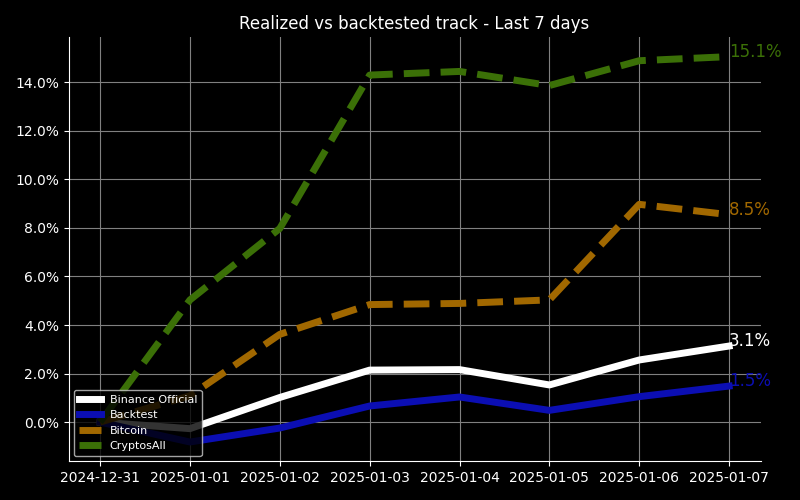 Realized vs backtested track - Last 7 days
15.1%
14.0%
12.0%
10.0%
8.5%
8.0%
6.0%
4.0%
3.1%
2.0%
1.5%
0.0%
Binance Official
Backtest
Bitcoin
CryptosAll
2024-12-31 2025-01-01 2025-01-02 2025-01-03 2025-01-04 2025-01-05 2025-01-06 2025-01-07